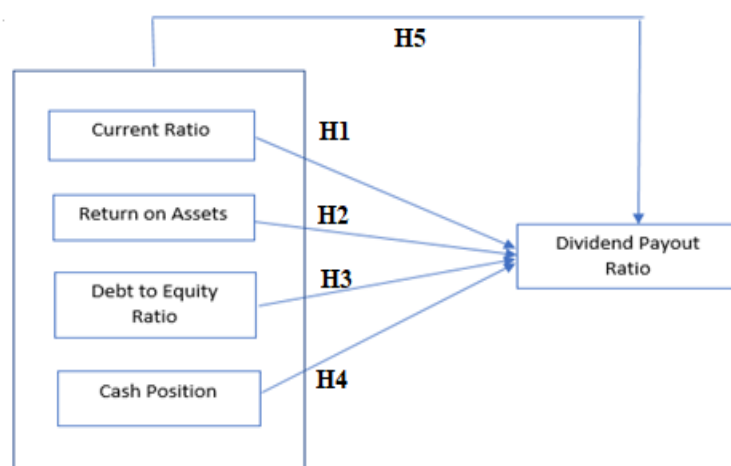 H5
Current Ratio
H1
Return on Assets
H2
Dividend Payout
Ratio
Debt to Equity
Ratio
H3
Cash Position
H4